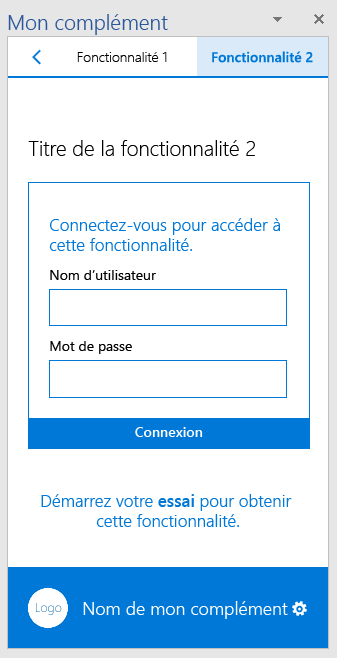 Mon complément
Fonctionnalité 1
Fonctionnalité 2
Titre de la fonctionnalité 2
Connectez-vous pour accéder à
cette fonctionnalité.
Nom d’utilisateur
Mot de passe
Connexion
Démarrez votre essai pour obtenir
cette fonctionnalité.
Logo
Nom de mon complément